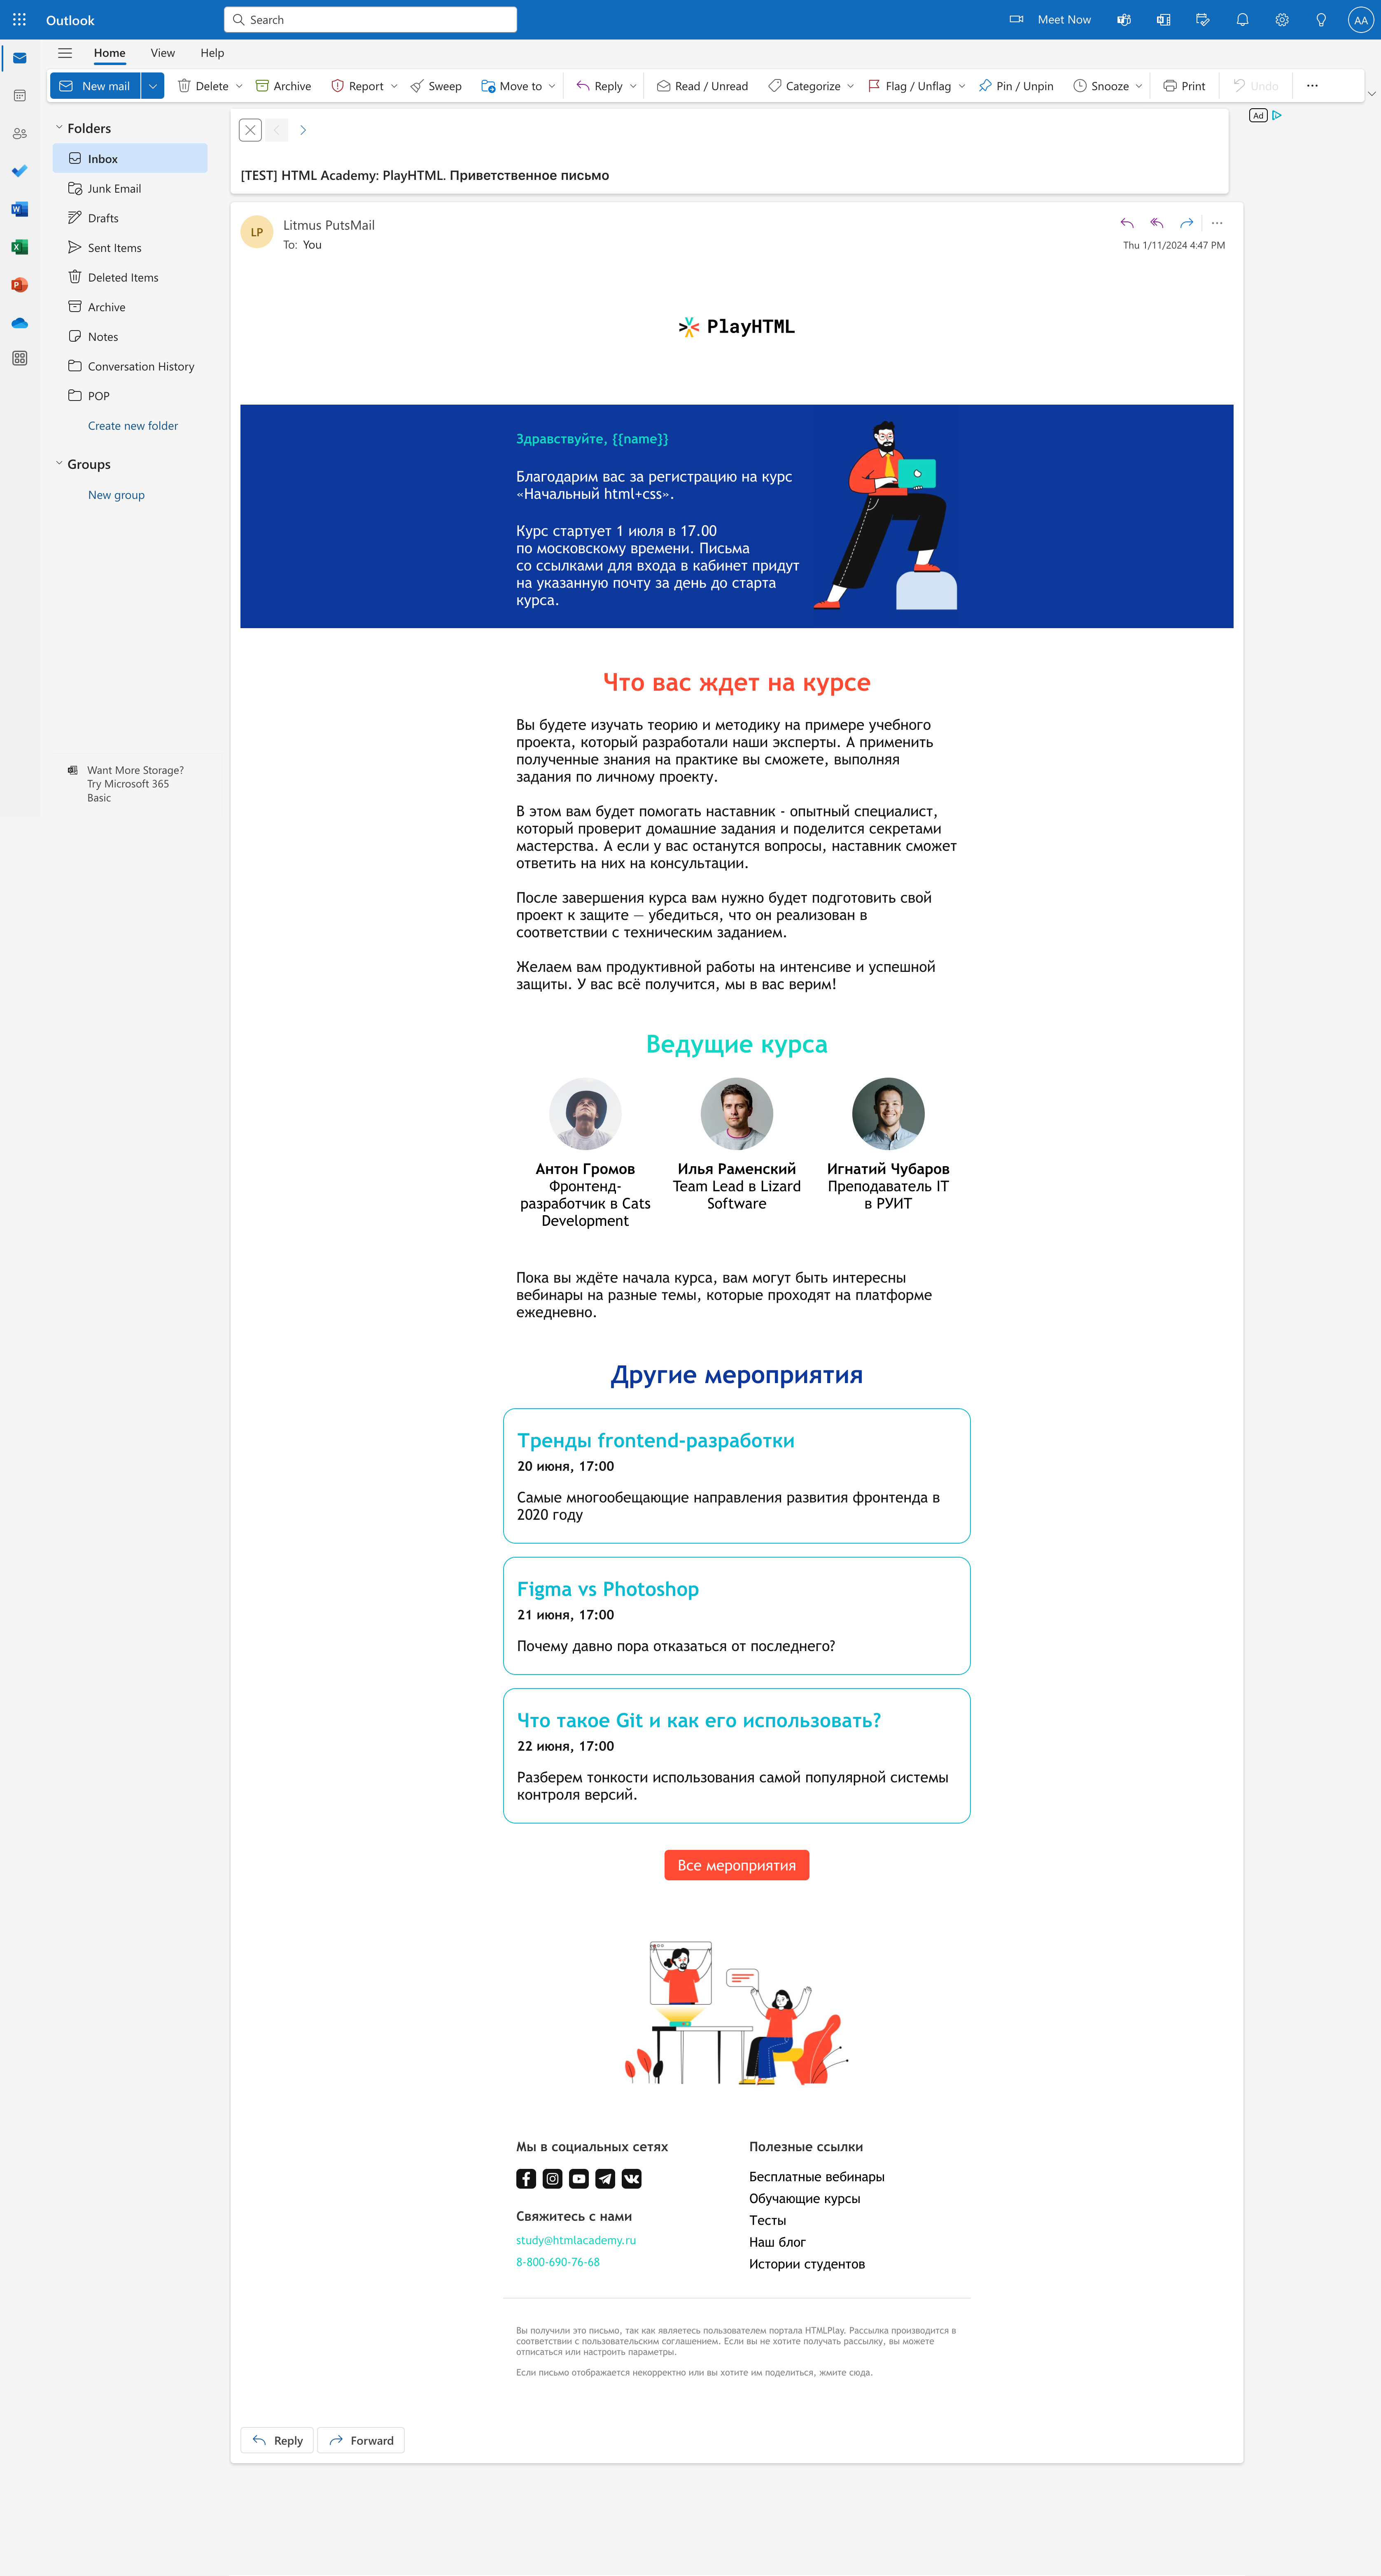 Outlook
Search
Meet Now
AA
Home
View
Help
New mail
Delete
Archive
Report
Sweep
Move to
Reply
Read / Unread
Categorize
Flag / Unflag
Pin / Unpin
Snooze
Print
Undo
Folders
Inbox
Junk Email
Drafts
Sent Items
Deleted Items
Archive
Notes
Conversation History
POP
Create new folder
Groups
New group
Want More Storage?
Try Microsoft 365
Basic
Ad
[TEST] HTML Academy: PlayHTML. Приветственное письмо
LP
Litmus PutsMail
To: You
Thu 1/11/2024 4:47 PM
PlayHTML
Здравствуйте, {{name}}
Благодарим вас за регистрацию на курс
«Начальный html+css».
Курс стартует 1 июля в 17.00
по московскому времени. Письма
со ссылками для входа в кабинет придут
на указанную почту за день до старта
курса.
Что вас ждет на курсе
Вы будете изучать теорию и методику на примере учебного
проекта, который разработали наши эксперты. А применить
полученные знания на практике вы сможете, выполняя
задания по личному проекту.
В этом вам будет помогать наставник - опытный специалист,
который проверит домашние задания и поделится секретами
мастерства. А если у вас останутся вопросы, наставник сможет
ответить на них на консультации.
После завершения курса вам нужно будет подготовить свой
проект к защите — убедиться, что он реализован в
соответствии с техническим заданием.
Желаем вам продуктивной работы на интенсиве и успешной
защиты. У вас всё получится, мы в вас верим!
Ведущие курса
Антон Громов
Фронтенд-
разработчик в Cats
Development
Илья Раменский
Team Lead в Lizard
Software
Игнатий Чубаров
Преподаватель IT
в РУИТ
Пока вы ждёте начала курса, вам могут быть интересны
вебинары на разные темы, которые проходят на платформе
ежедневно.
Другие мероприятия
Тренды frontend-разработки
20 июня, 17:00
Самые многообещающие направления развития фронтенда в
2020 году
Figma vs Photoshop
21 июня, 17:00
Почему давно пора отказаться от последнего?
Что такое Git и как его использовать?
22 июня, 17:00
Разберем тонкости использования самой популярной системы
контроля версий.
Все мероприятия
Мы в социальных сетях
Свяжитесь с нами
study@htmlacademy.ru
8-800-690-76-68
Полезные ссылки
Бесплатные вебинары
Обучающие курсы
Тесты
Наш блог
Истории студентов
Вы получили это письмо, так как являетесь пользователем портала HTMLPlay. Рассылка производится в
соответствии с пользовательским соглашением. Если вы не хотите получать рассылку, вы можете
отписаться или настроить параметры.
Если письмо отображается некорректно или вы хотите им поделиться, жмите сюда.
Reply
Forward